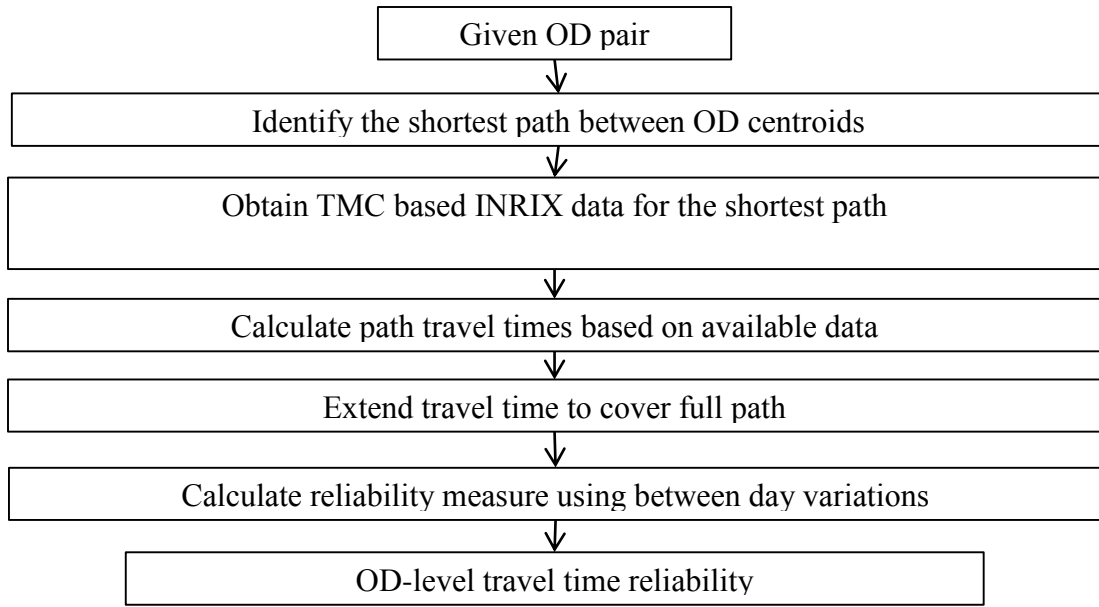 Given OD pair
Identify the shortest path between OD centroids
Obtain TMC based INRIX data for the shortest path
Calculate path travel times based on available data
Extend travel time to cover full path
Calculate reliability measure using between day variations
OD-level travel time reliability